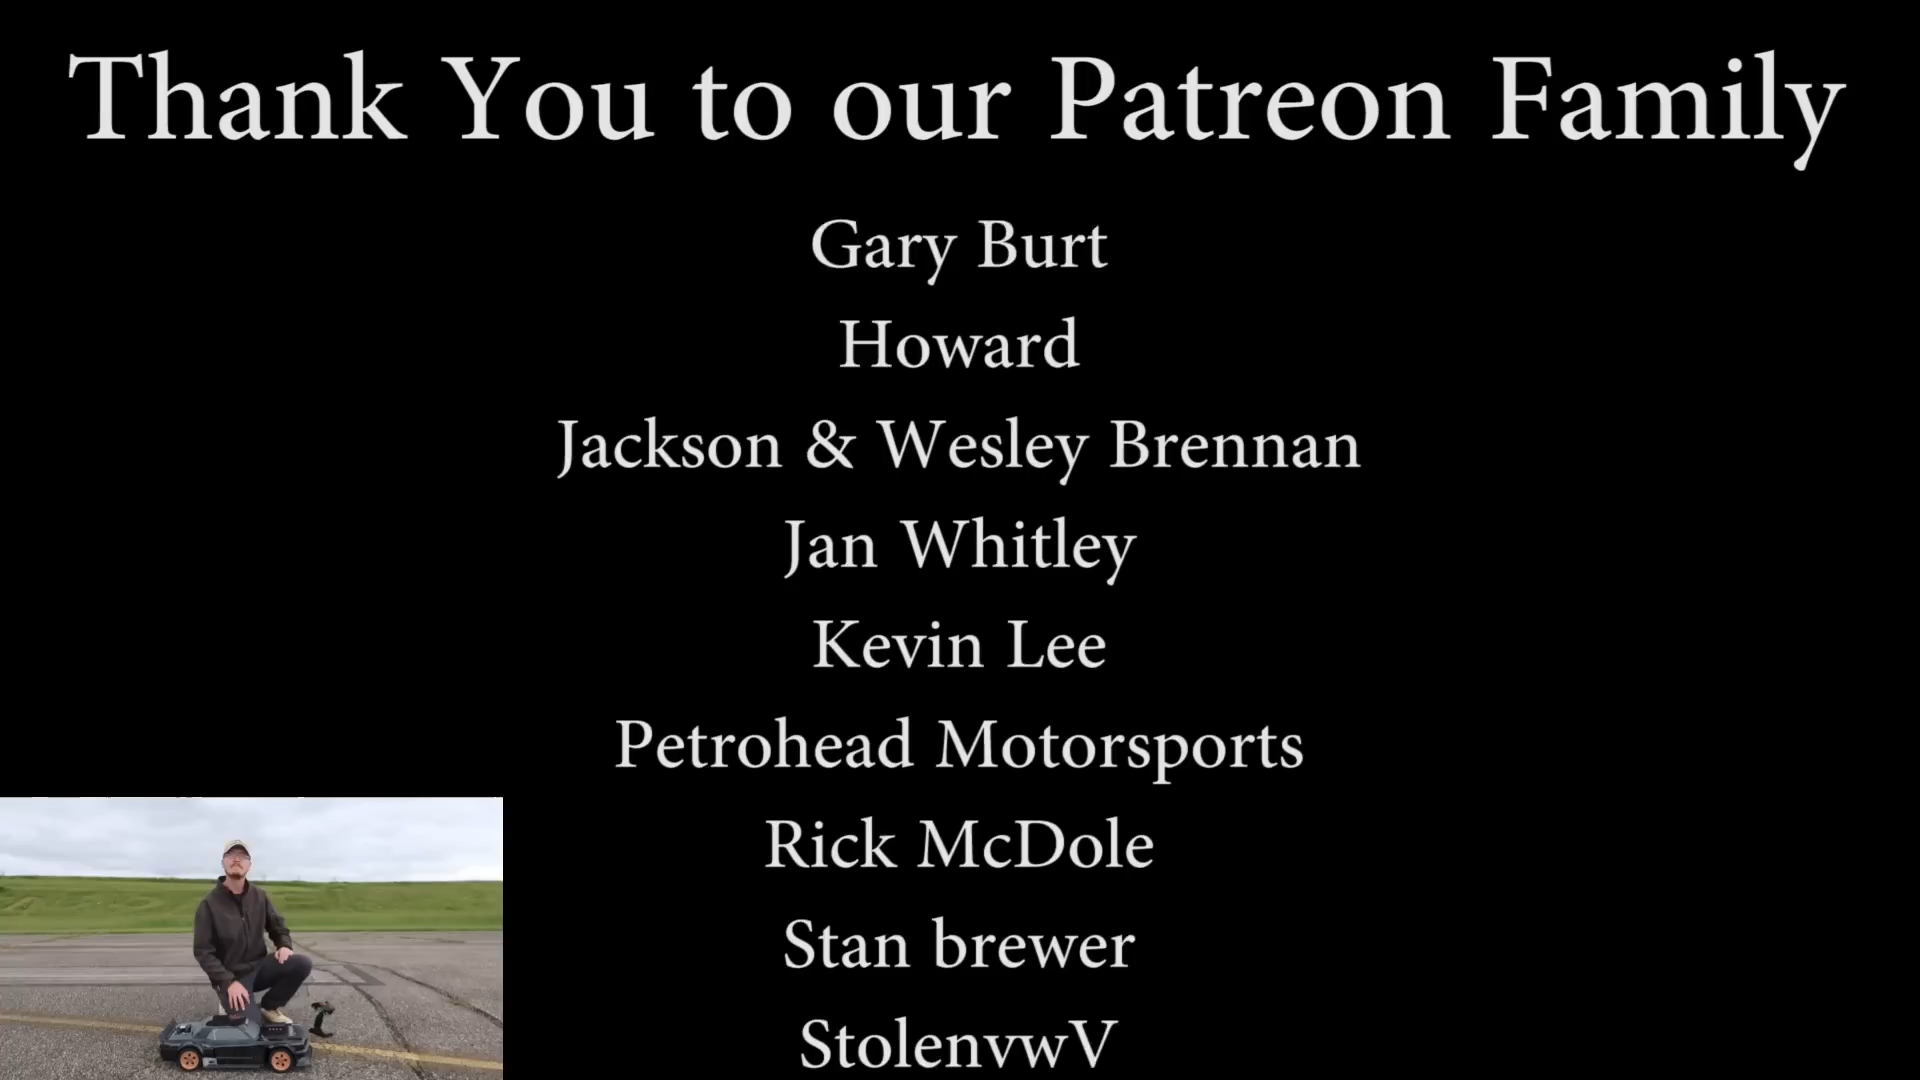 Thank You to our Patreon Family
Gary Burt
Howard
Jackson & Wesley Brennan
Jan Whitley
Kevin Lee
Petrohead Motorsports
Rick McDole
Stan brewer
StolenvwV